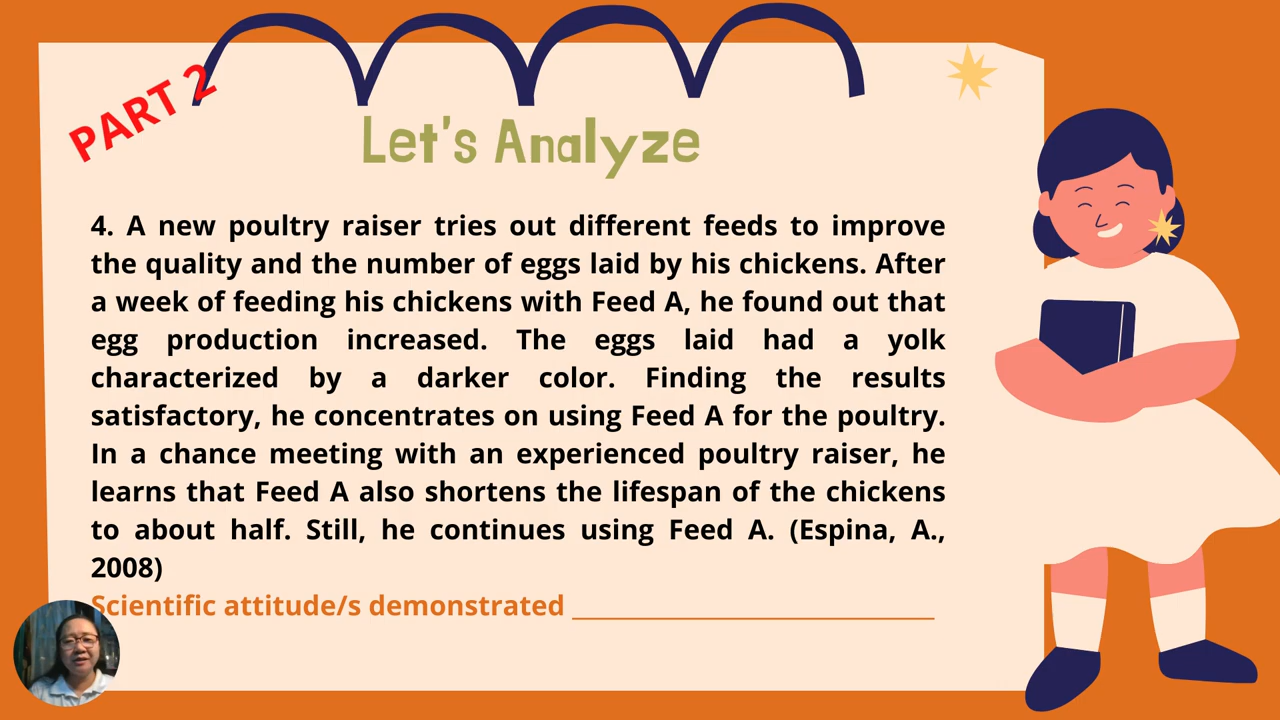 PART 2
Let's Analyze
4. A new poultry raiser tries out different feeds to improve
the quality and the number of eggs laid by his chickens. After
a week of feeding his chickens with Feed A, he found out that
egg production increased. The eggs laid had a yolk
characterized by a darker color. Finding the results
satisfactory, he concentrates on using Feed A for the poultry.
In a chance meeting with an experienced poultry raiser, he
learns that Feed A also shortens the lifespan of the chickens
to about half. Still, he continues using Feed A. (Espina, A.,
2008)
Scientific attitude/s demonstrated ______________________